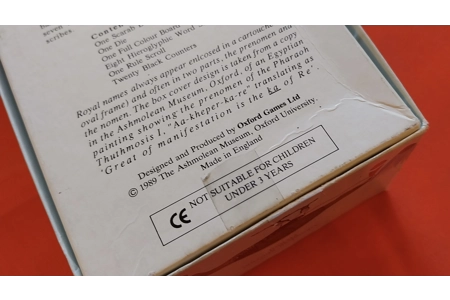 seven
scribes.
Contents
One Scarab
One Die
One Full Colour Board
Eight Hieroglyphic Word
One Rule Scroll
Twenty Black Counters
Royal names always appear enlcosed in a cartouche
oval frame) and often in two parts, the prenomen and
the nomen. The box cover design is taken from a copy
in the Ashmolean Museum, Oxford, of an Egyptian
painting showing the prenomen of the Pharaoh
Thuthmosis I, "Aa-kheper-ka-re" translating as
'Great of manifestation is the ka of Re'.
Designed and Produced by Oxford Games Ltd
© 1989 The Ashmolean Museum, Oxford University.
Made in England
CE NOT SUITABLE FOR CHILDREN
UNDER 3 YEARS